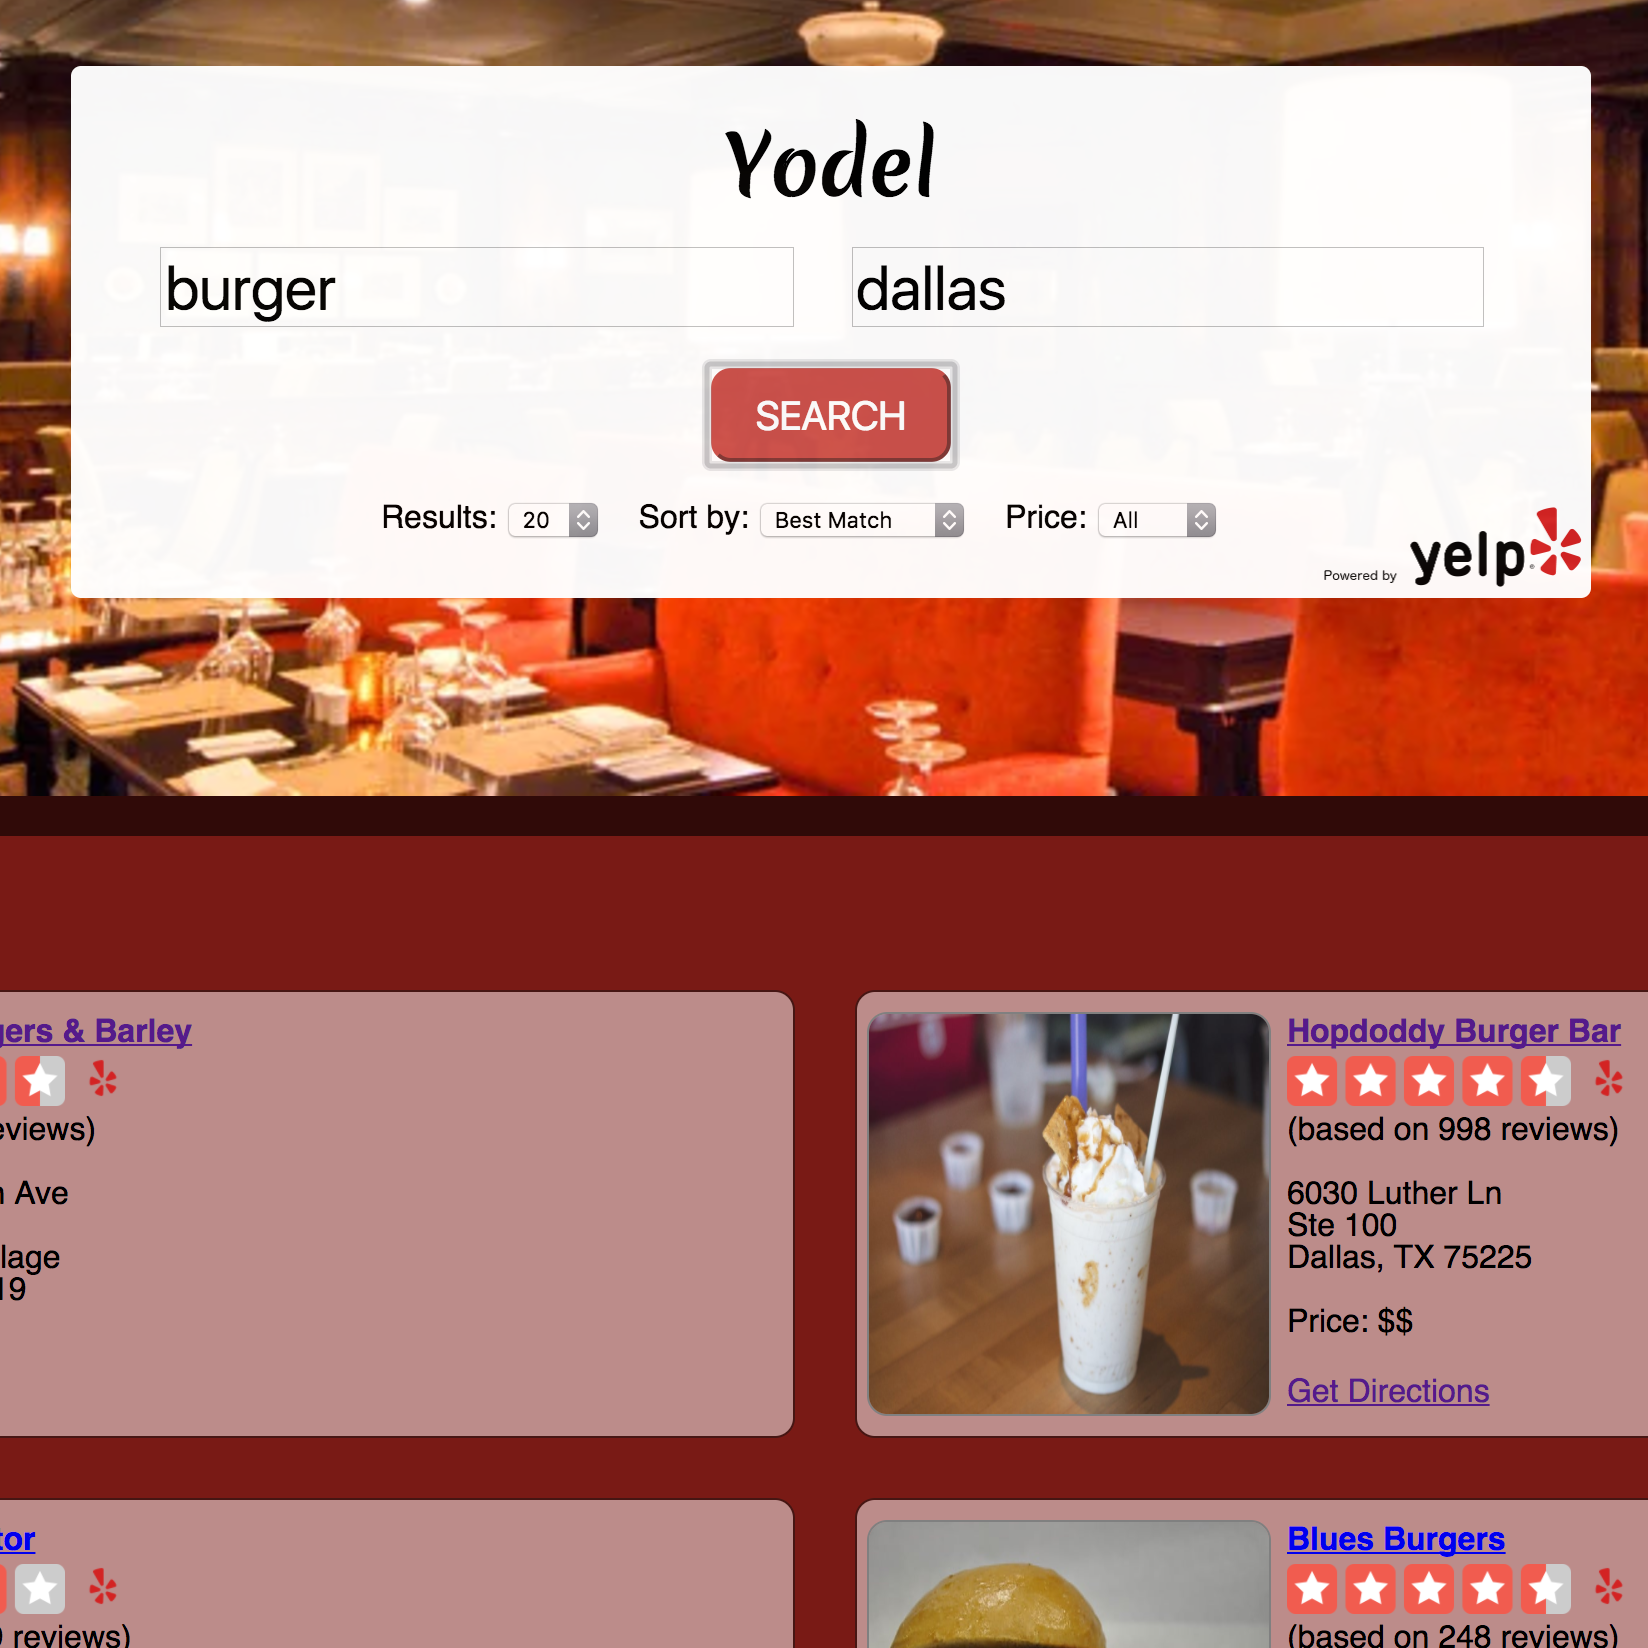 Yodel
burger
dallas
SEARCH
Results: 20 Sort by: Best Match Price: All
Powered by yelp
gers & Barley
eviews)
n Ave
lage
19
Hopdoddy Burger Bar
(based on 998 reviews)
6030 Luther Ln
Ste 100
Dallas, TX 75225
Price: $$
Get Directions
tor
reviews)
Blues Burgers
(based on 248 reviews)